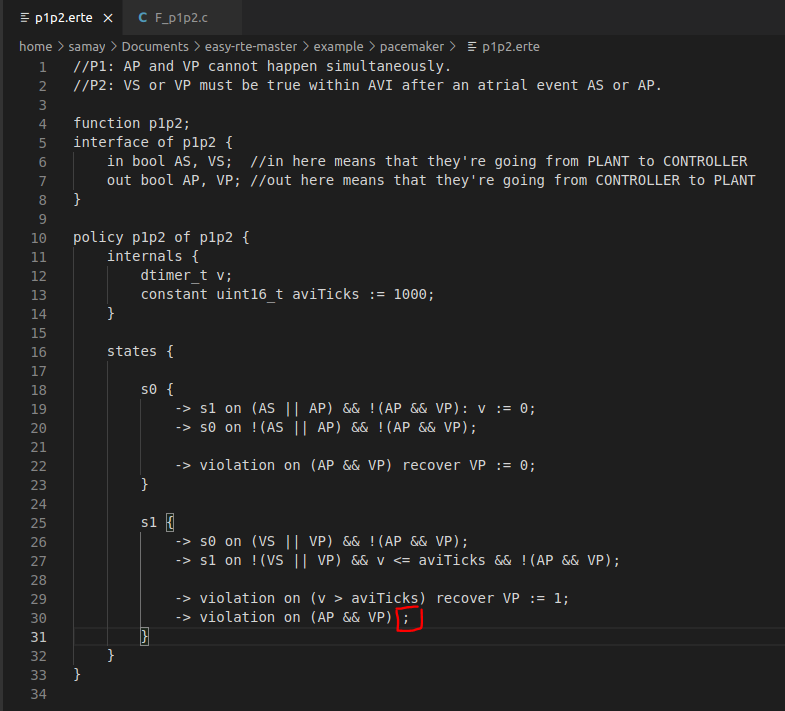 p1p2.erte × C F_p1p2.c
home > samay > Documents > easy-rte-master > example > pacemaker > p1p2.erte
1 //P1: AP and VP cannot happen simultaneously.
2 //P2: VS or VP must be true within AVI after an atrial event AS or AP.
3
4 function p1p2;
5 interface of p1p2 {
6     in bool AS, VS;  //in here means that they're going from PLANT to CONTROLLER
7     out bool AP, VP; //out here means that they're going from CONTROLLER to PLANT
8 }
9
10 policy p1p2 of p1p2 {
11     internals {
12         dtimer_t v;
13         constant uint16_t aviTicks := 1000;
14     }
15
16     states {
17
18         s0 {
19             -> s1 on (AS || AP) && !(AP && VP): v := 0;
20             -> s0 on !(AS || AP) && !(AP && VP);
21
22             -> violation on (AP && VP) recover VP := 0;
23         }
24
25         s1 {
26             -> s0 on (VS || VP) && !(AP && VP);
27             -> s1 on !(VS || VP) && v <= aviTicks && !(AP && VP);
28
29             -> violation on (v > aviTicks) recover VP := 1;
30             -> violation on (AP && VP) ;
31         }
32     }
33 }
34